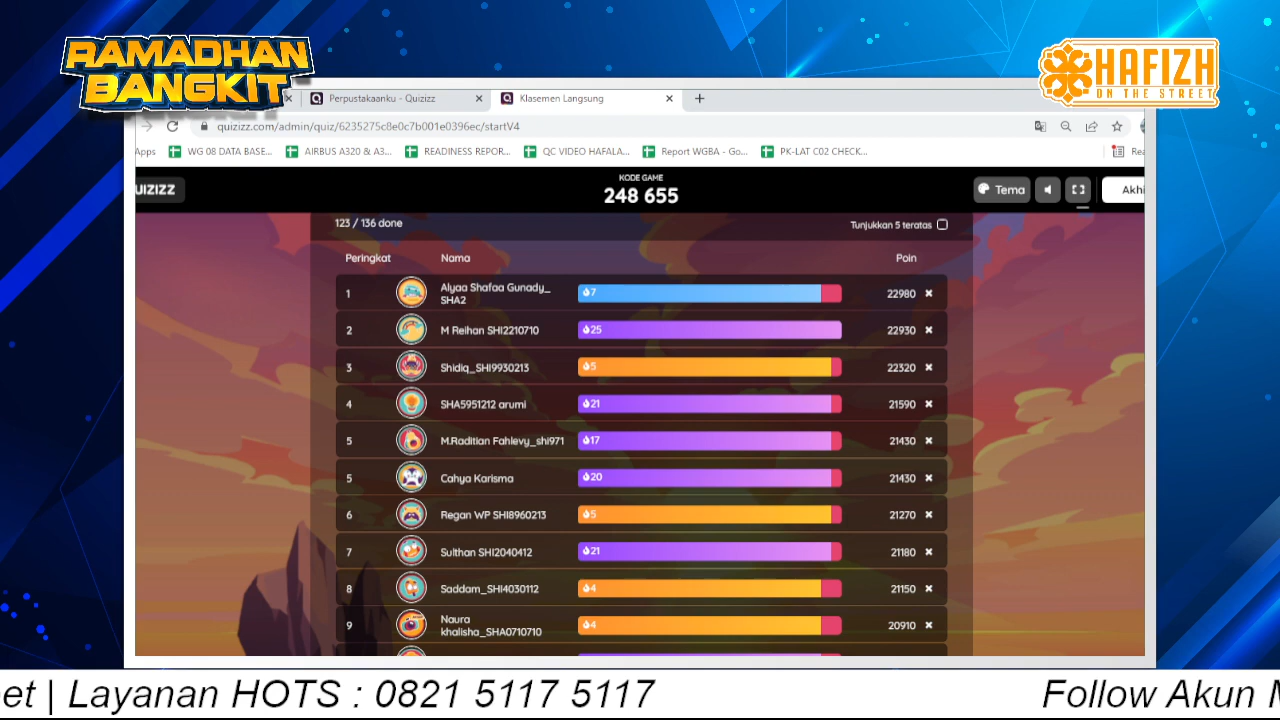 RAMADHAN
BANGKIT
HAFIZH
ON THE STREET
Perpustakaanku - Quizizz
Klasemen Langsung
quizizz.com/admin/quiz/6235275c8e0c7b001e0396ec/startV4
Apps WG 08 DATA BASE... AIRBUS A320 & A3... READINESS REPOR... QC VIDEO HAFALA... Report WGBA - Go... PK-LAT C02 CHECK... Rea
UIZIZZ
KODE GAME
248 655
Tema
Akhi
123 / 136 done
Tunjukkan 5 teratas
Peringkat Nama Poin
1 Alyaa Shafaa Gunady_
SHA2 7 22980
2 M Reihan SHI2210710 25 22930
3 Shidiq_SHI9930213 5 22320
4 SHA5951212 arumi 21 21590
5 M.Raditian Fahlevy_shi971 17 21430
5 Cahya Karisma 20 21430
6 Regan WP SHI8960213 5 21270
7 Sulthan SHI2040412 21 21180
8 Saddam_SHI4030112 4 21150
9 Naura
khalisha_SHA0710710 4 20910
eet | Layanan HOTS : 0821 5117 5117 Follow Akun M